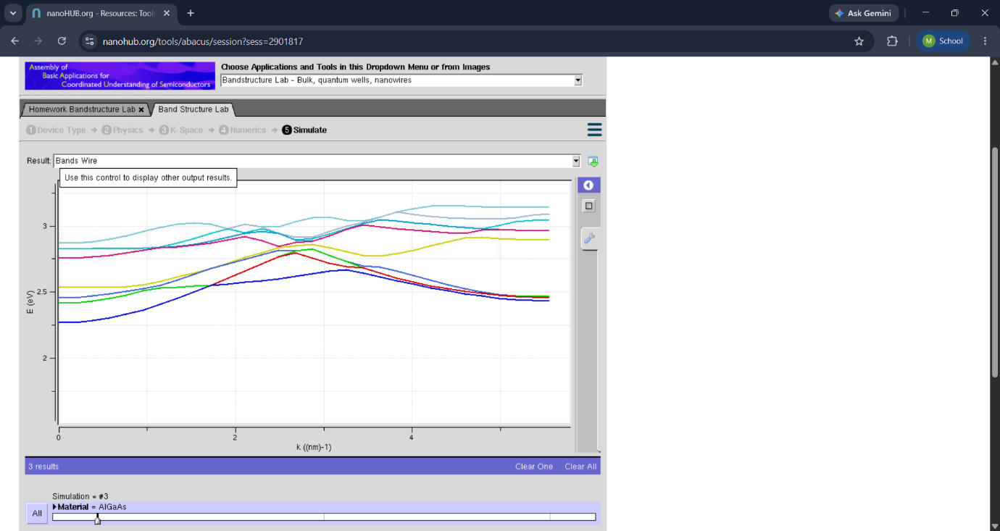 nanoHUB.org - Resources: Tool
Ask Gemini
nanohub.org/tools/abacus/session?sess=2901817
M School
Assembly of
Basic Applications for
Coordinated Understanding of Semiconductors
Choose Applications and Tools in this Dropdown Menu or from Images
Bandstructure Lab - Bulk, quantum wells, nanowires
Homework Bandstructure Lab × Band Structure Lab
1 Device Type → 2 Physics → 3 K-Space → 4 Numerics → 5 Simulate
Result: Bands Wire
Use this control to display other output results.
3
2.5
2
E (eV)
0 2 4
k ((nm)-1)
3 results Clear One Clear All
Simulation = #3
All
Material = AlGaAs